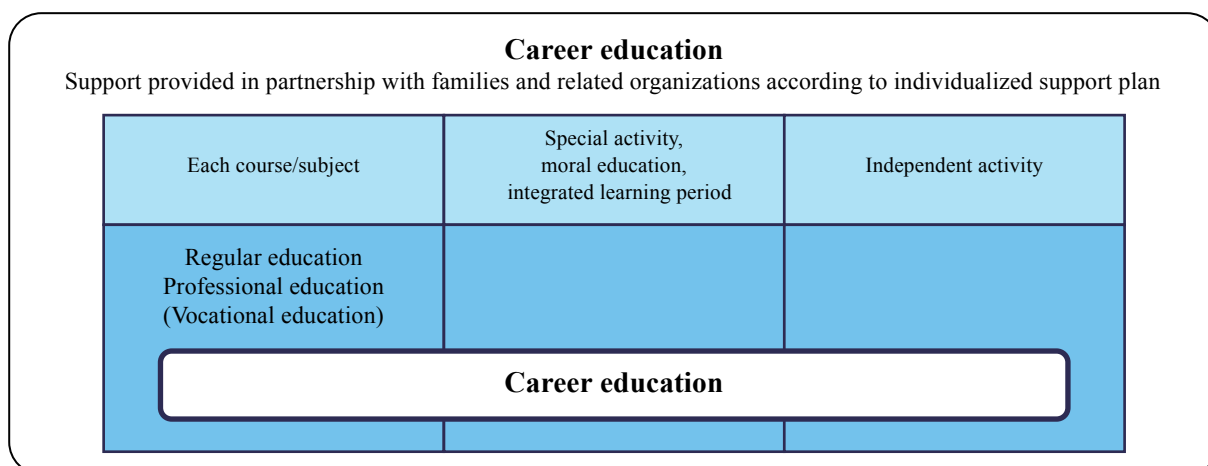 Career education
Support provided in partnership with families and related organizations according to individualized support plan
Each course/subject
Special activity,
moral education,
integrated learning period
Independent activity
Regular education
Professional education
(Vocational education)
Career education